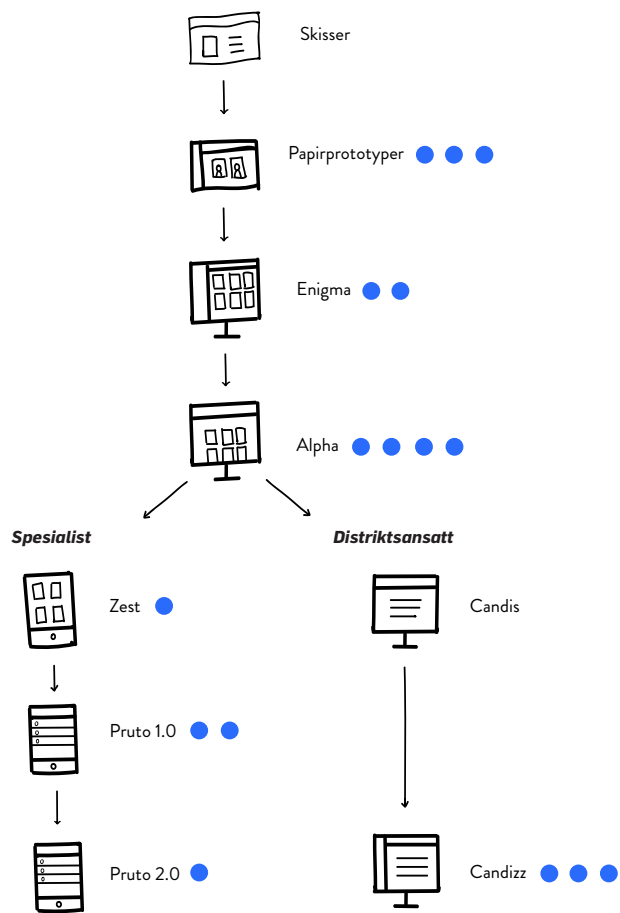 Skisser
Papirprototyper
Enigma
Alpha
Spesialist
Distriktsansatt
Zest
Candis
Pruto 1.0
Pruto 2.0
Candizz